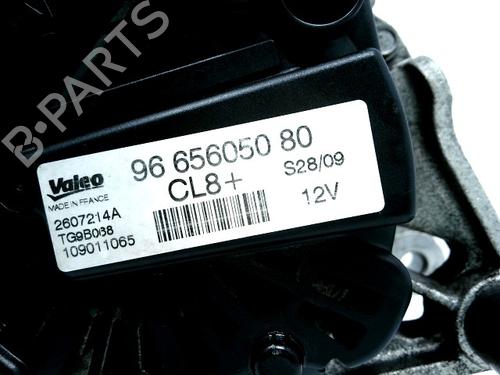 B-PARTS
Valeo
MADE IN FRANCE
96 656050 80
CL8+
S28/09
12V
2607214A
TG9B068
109011065